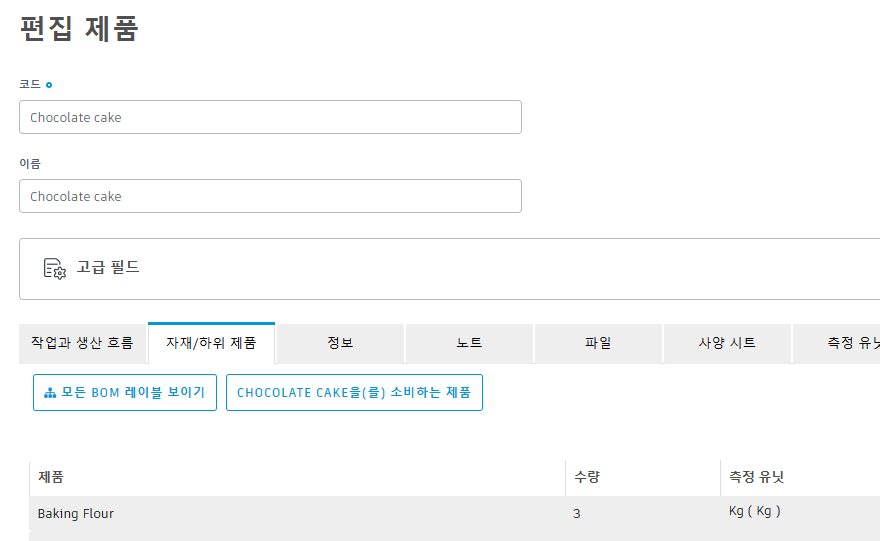 편집 제품
코드
Chocolate cake
이름
Chocolate cake
고급 필드
작업과 생산 흐름 자재/하위 제품 정보 노트 파일 사양 시트 측정 유닛
모든 BOM 레이블 보이기 CHOCOLATE CAKE을(를) 소비하는 제품
제품 수량 측정 유닛
Baking Flour 3 Kg ( Kg )